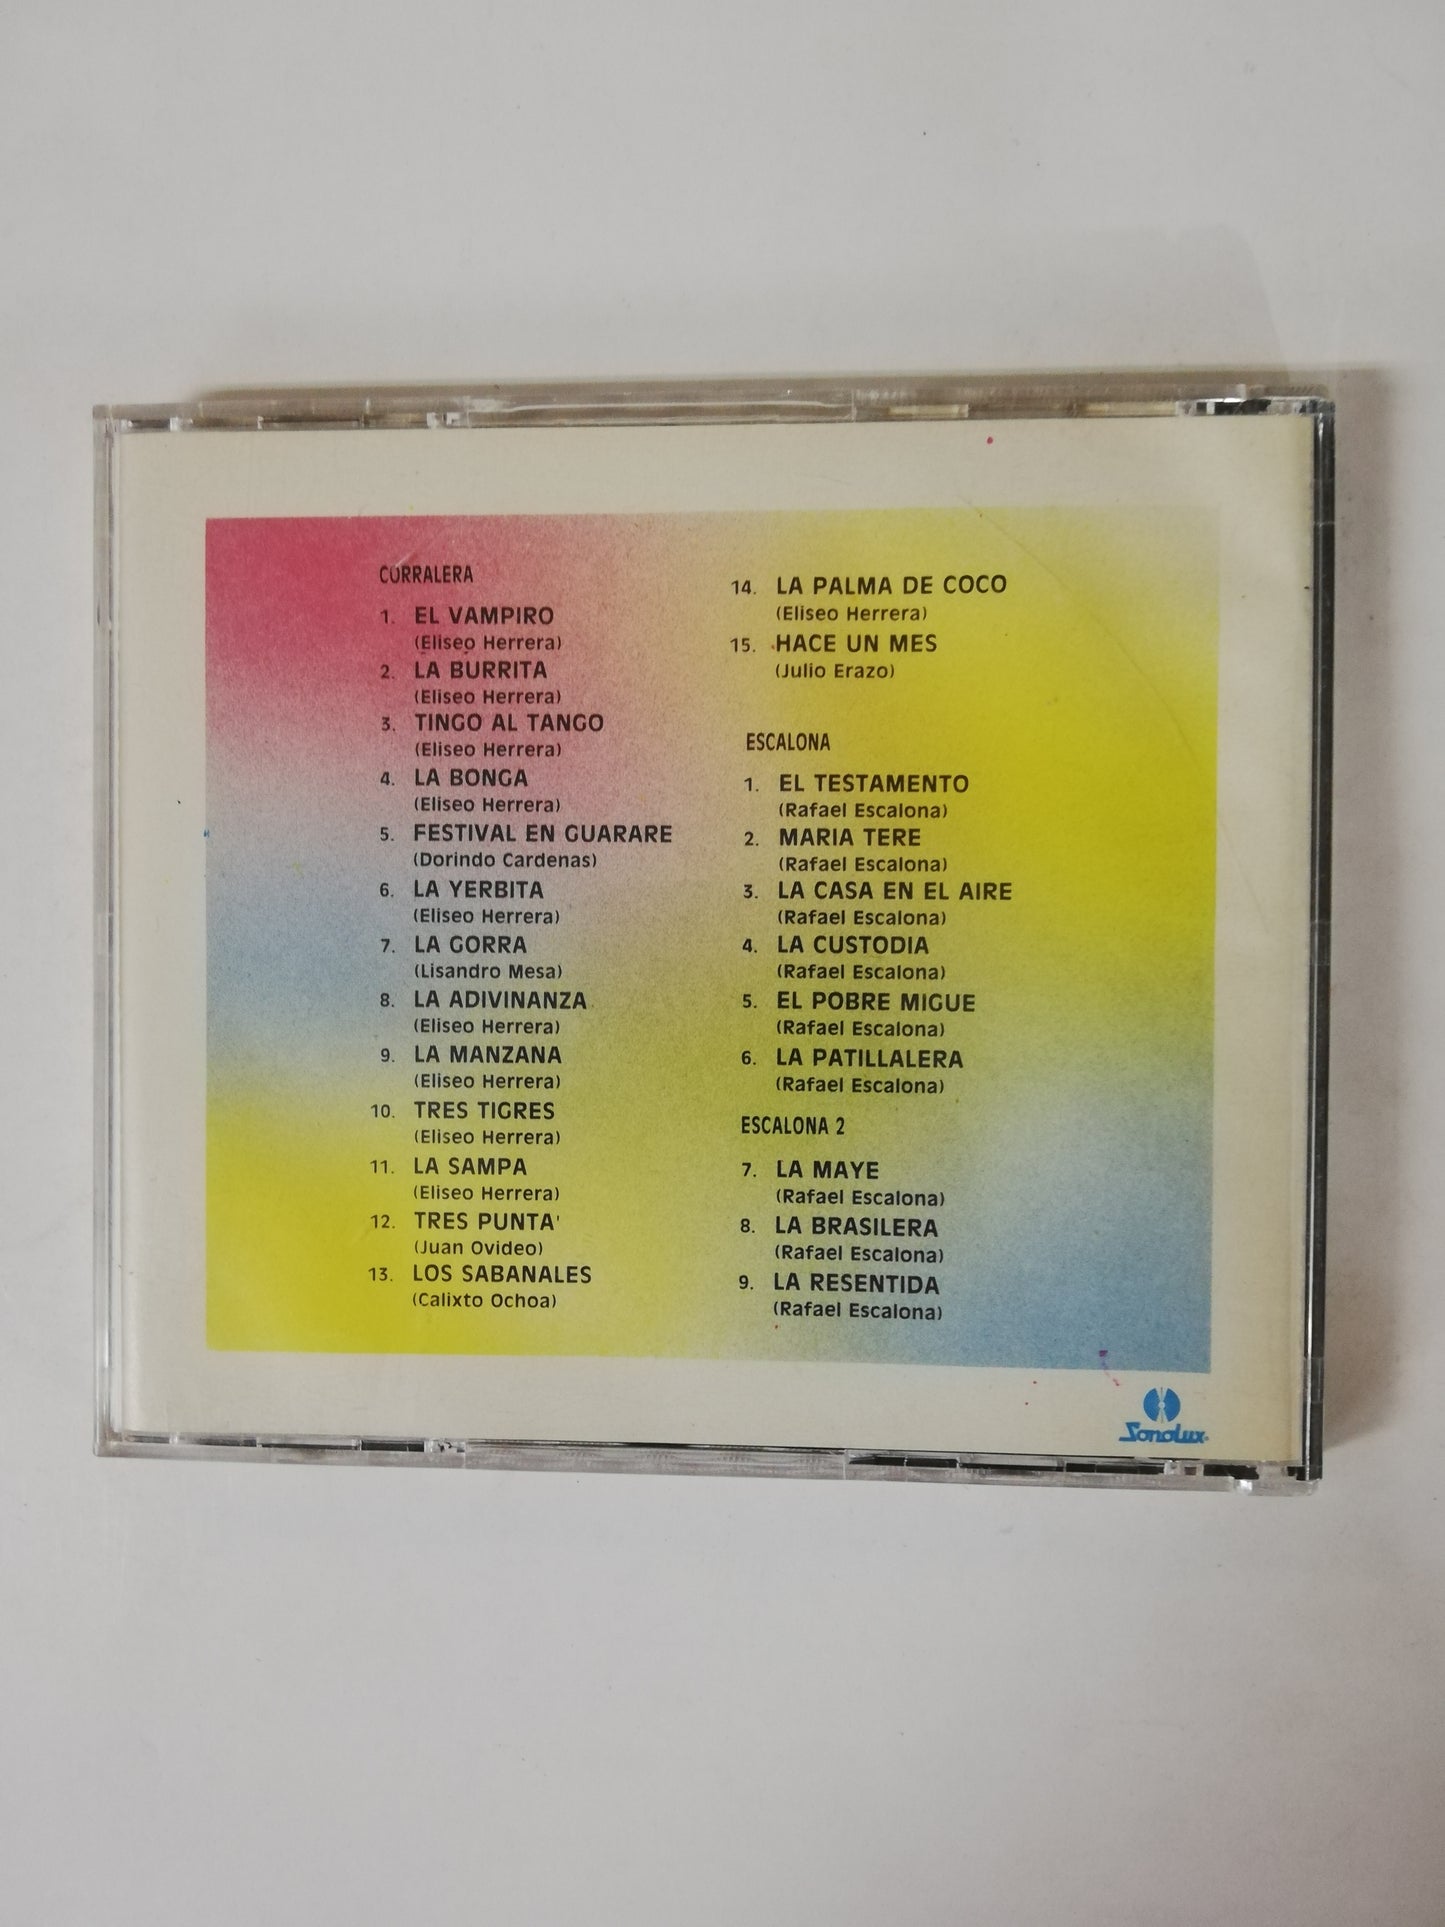 CURRALERA
1. EL VAMPIRO
(Eliseo Herrera)
2. LA BURRITA
(Eliseo Herrera)
3. TINGO AL TANGO
(Eliseo Herrera)
4. LA BONGA
(Eliseo Herrera)
5. FESTIVAL EN GUARARE
(Dorindo Cardenas)
6. LA YERBITA
(Eliseo Herrera)
7. LA GORRA
(Lisandro Mesa)
8. LA ADIVINANZA
(Eliseo Herrera)
9. LA MANZANA
(Eliseo Herrera)
10. TRES TIGRES
(Eliseo Herrera)
11. LA SAMPA
(Eliseo Herrera)
12. TRES PUNTA'
(Juan Ovideo)
13. LOS SABANALES
(Calixto Ochoa)
14. LA PALMA DE COCO
(Eliseo Herrera)
15. HACE UN MES
(Julio Erazo)
ESCALONA
1. EL TESTAMENTO
(Rafael Escalona)
2. MARIA TERE
(Rafael Escalona)
3. LA CASA EN EL AIRE
(Rafael Escalona)
4. LA CUSTODIA
(Rafael Escalona)
5. EL POBRE MIGUE
(Rafael Escalona)
6. LA PATILLALERA
(Rafael Escalona)
ESCALONA 2
7. LA MAYE
(Rafael Escalona)
8. LA BRASILERA
(Rafael Escalona)
9. LA RESENTIDA
(Rafael Escalona)
Sonolux